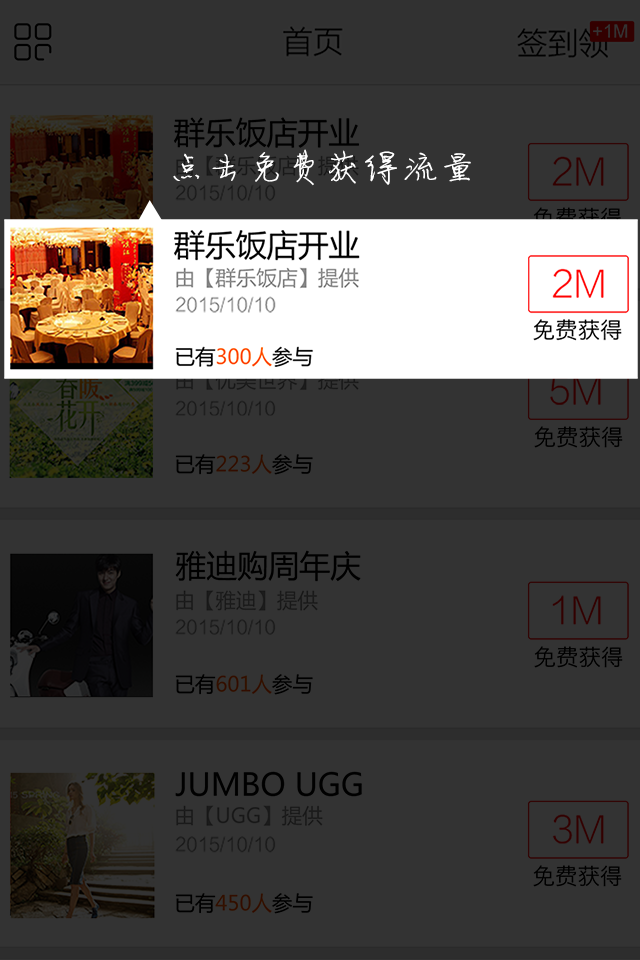 首页
签到领
+1M
群乐饭店开业
点击免费获得流量
2015/10/10
2M
免费获得
群乐饭店开业
由【群乐饭店】提供
2015/10/10
已有300人参与
2M
免费获得
春暖
花开
由【优美世界】提供
2015/10/10
已有223人参与
5M
免费获得
雅迪购周年庆
由【雅迪】提供
2015/10/10
已有601人参与
1M
免费获得
JUMBO UGG
由【UGG】提供
2015/10/10
已有450人参与
3M
免费获得